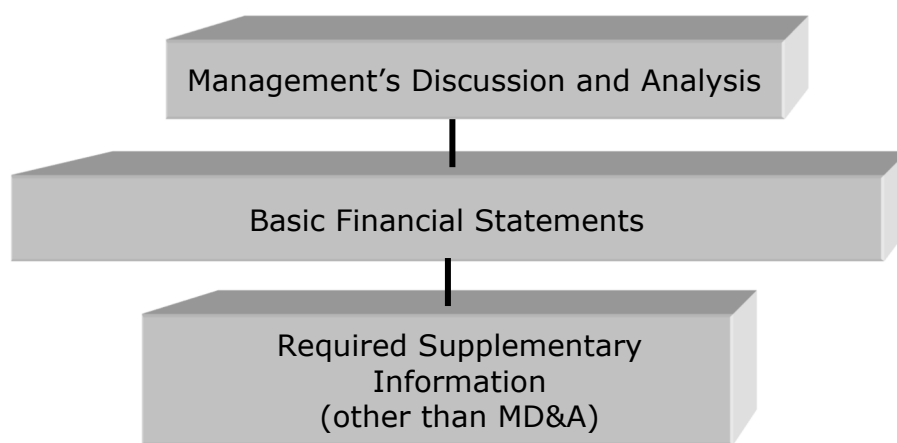 Management’s Discussion and Analysis
Basic Financial Statements
Required Supplementary
Information
(other than MD&A)